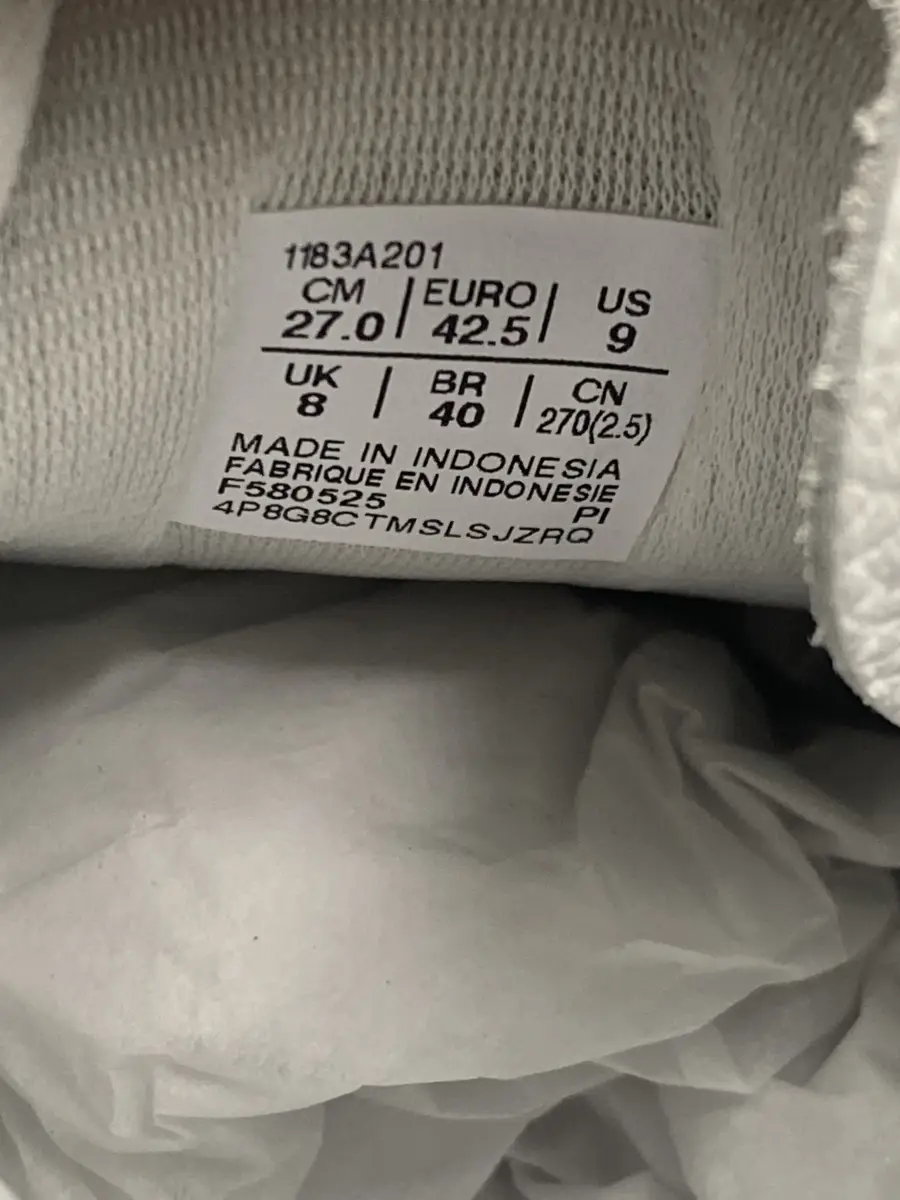 1183A201
CM | EURO | US
27.0 | 42.5 | 9
UK | BR | CN
8 | 40 | 270(2.5)
MADE IN INDONESIA
FABRIQUE EN INDONESIE
F580525 PI
4P8G8CTMSLSJZRQ